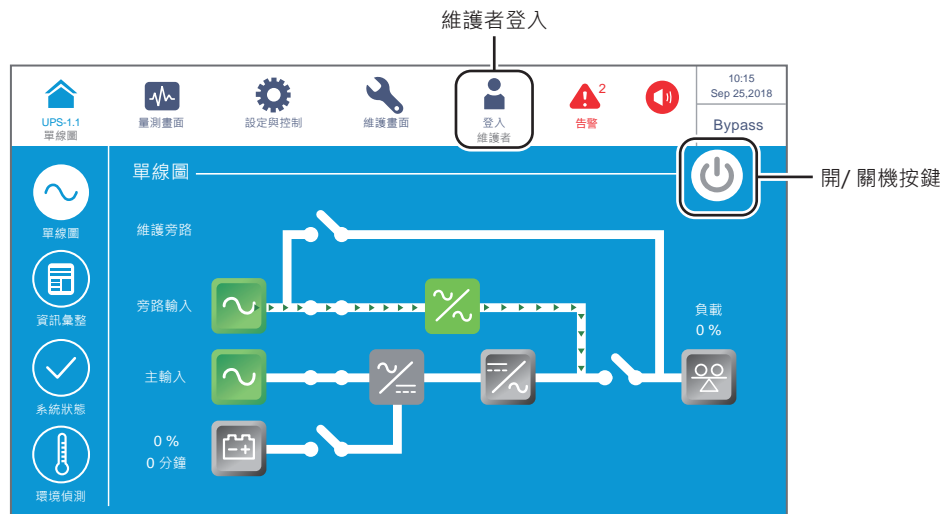 維護者登入
UPS-1.1
單線圖
量測畫面
設定與控制
維護畫面
登入
維護者
2
告警
10:15
Sep 25,2018
Bypass
單線圖
開/ 關機按鍵
單線圖
資訊彙整
系統狀態
環境偵測
維護旁路
旁路輸入
主輸入
0 %
0 分鐘
負載
0 %